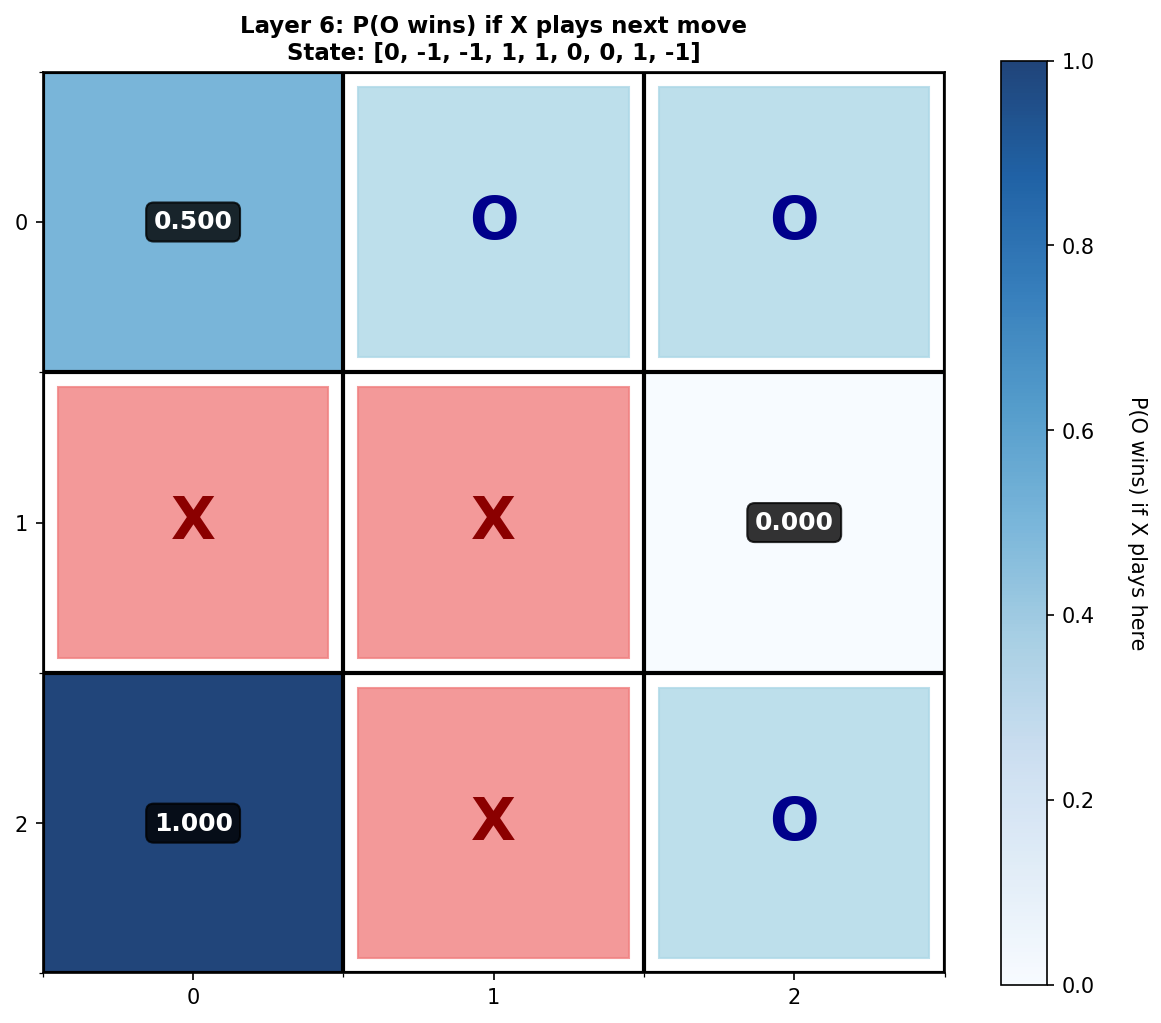 Layer 6: P(O wins) if X plays next move
State: [0, -1, -1, 1, 1, 0, 0, 1, -1]
0
0.500
O
O
1
X
X
0.000
2
1.000
X
O
0
1
2
1.0
0.8
0.6
0.4
0.2
0.0
P(O wins) if X plays here